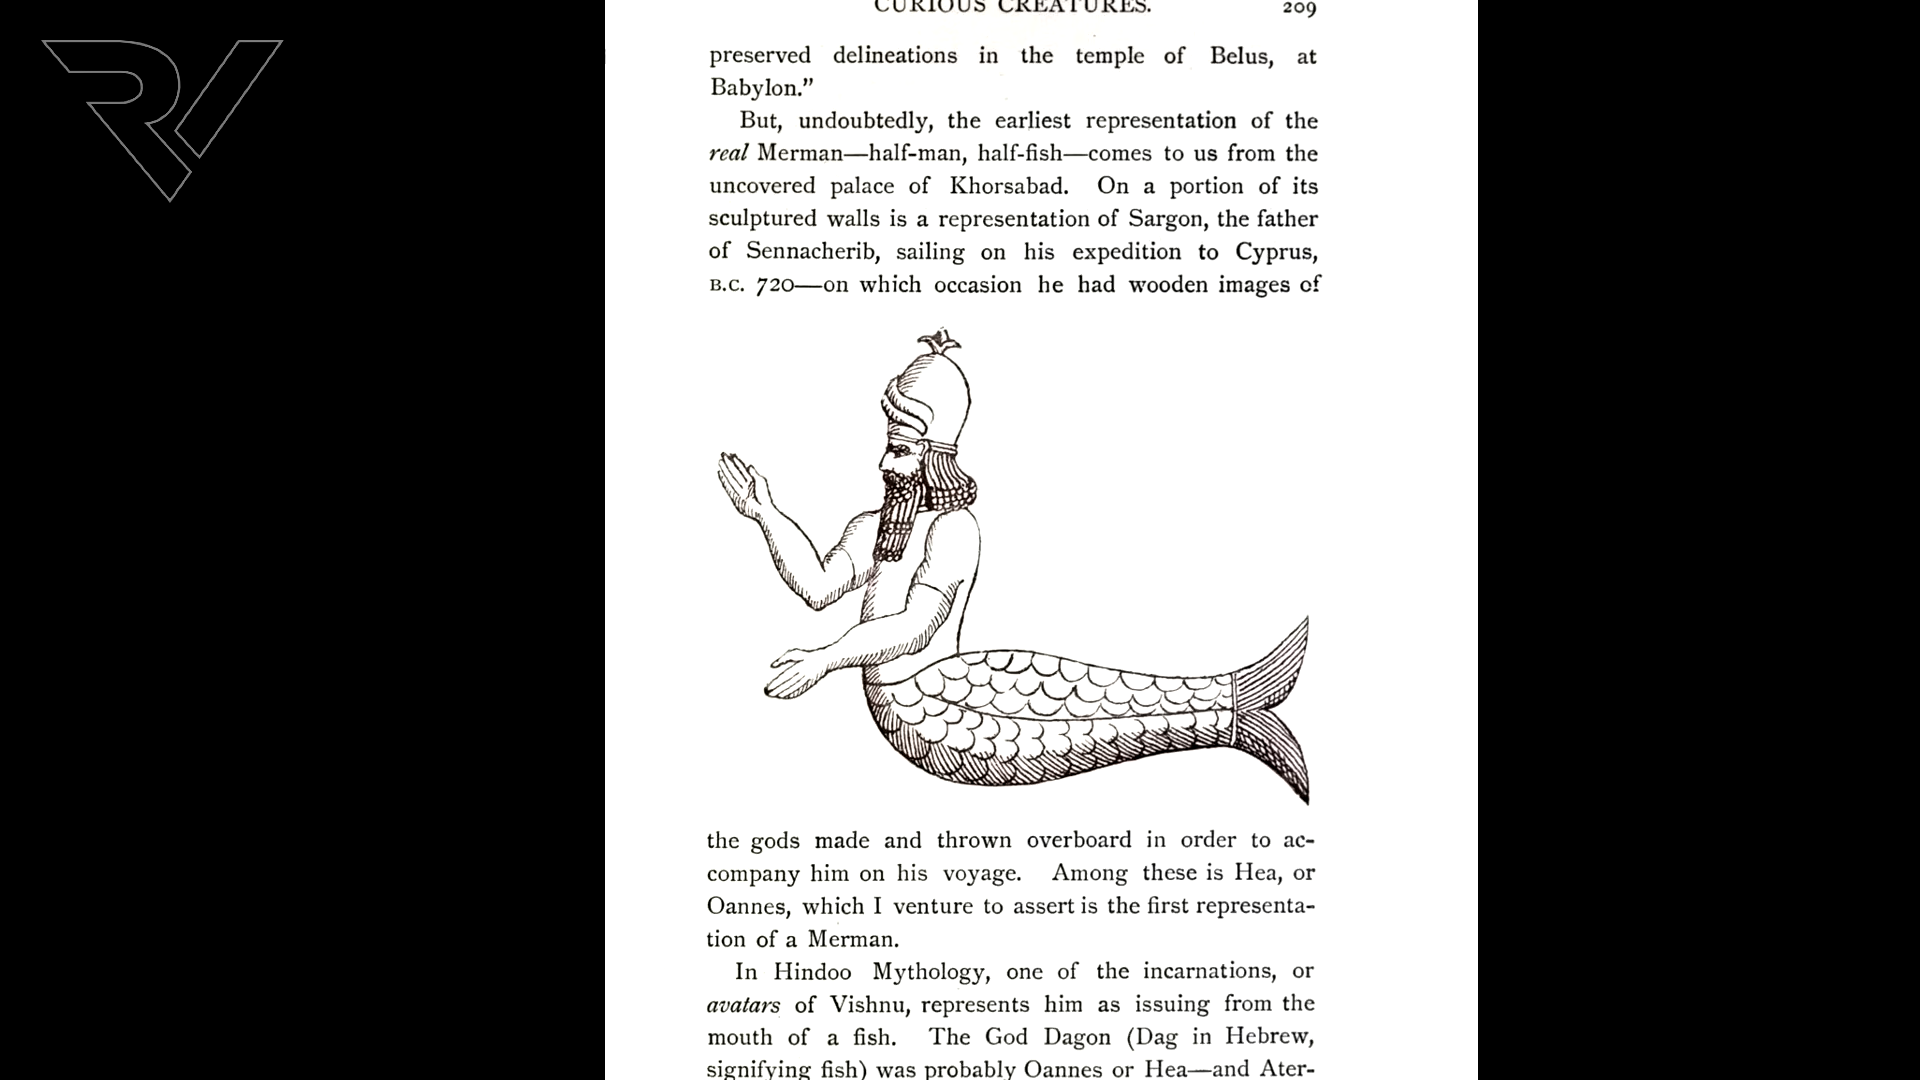 CURIOUS CREATURES. 209
preserved delineations in the temple of Belus, at
Babylon.”
But, undoubtedly, the earliest representation of the
real Merman—half-man, half-fish—comes to us from the
uncovered palace of Khorsabad. On a portion of its
sculptured walls is a representation of Sargon, the father
of Sennacherib, sailing on his expedition to Cyprus,
B.C. 720—on which occasion he had wooden images of
the gods made and thrown overboard in order to ac-
company him on his voyage. Among these is Hea, or
Oannes, which I venture to assert is the first representa-
tion of a Merman.
In Hindoo Mythology, one of the incarnations, or
avatars of Vishnu, represents him as issuing from the
mouth of a fish. The God Dagon (Dag in Hebrew,
signifying fish) was probably Oannes or Hea—and Ater-